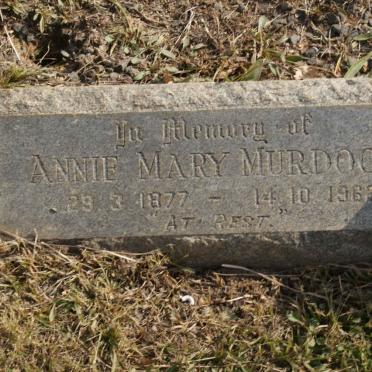 In Memory of
ANNIE MARY MURDOC
29·3·1877 – 14·10·196
"AT REST."